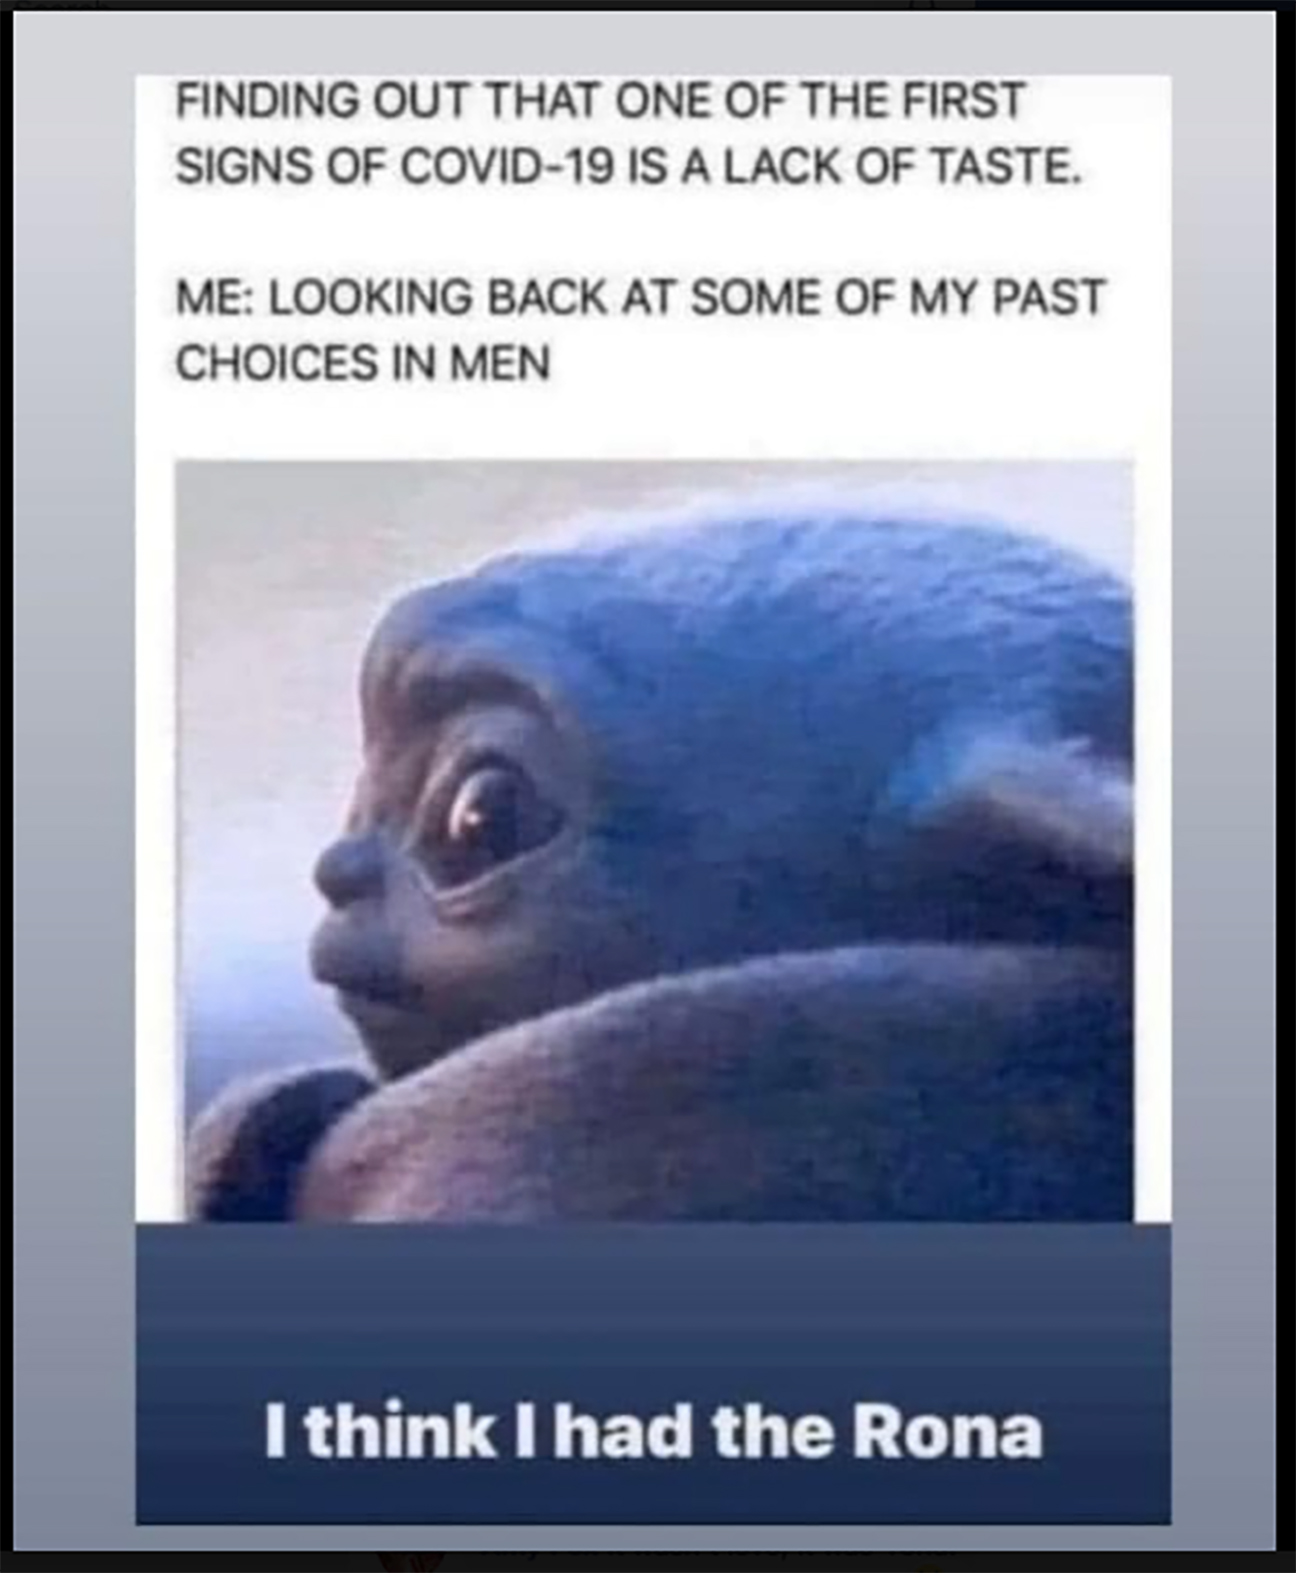 FINDING OUT THAT ONE OF THE FIRST
SIGNS OF COVID-19 IS A LACK OF TASTE.
ME: LOOKING BACK AT SOME OF MY PAST
CHOICES IN MEN
I think I had the Rona